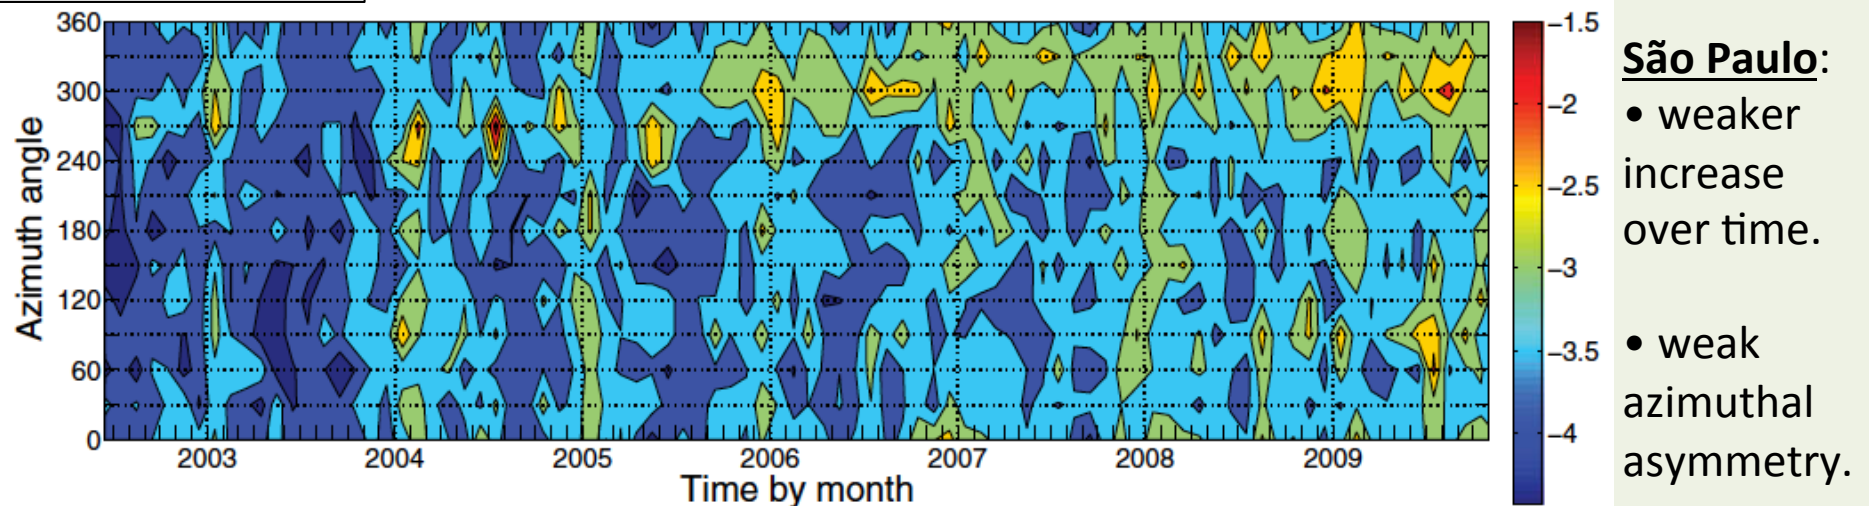 360
300
240
180
120
60
0
Azimuth angle
2003 2004 2005 2006 2007 2008 2009
Time by month
−1.5
−2
−2.5
−3
−3.5
−4
São Paulo:
• weaker
increase
over time.
• weak
azimuthal
asymmetry.